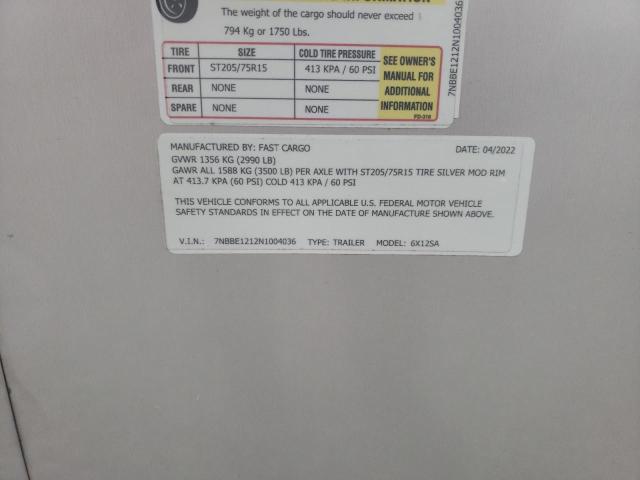 The weight of the cargo should never exceed
794 Kg or 1750 Lbs.
TIRE SIZE COLD TIRE PRESSURE
FRONT ST205/75R15 413 KPA / 60 PSI
REAR NONE NONE
SPARE NONE NONE
SEE OWNER'S
MANUAL FOR
ADDITIONAL
INFORMATION
PD-316
7NBBE1212N1004036
MANUFACTURED BY: FAST CARGO DATE: 04/2022
GVWR 1356 KG (2990 LB)
GAWR ALL 1588 KG (3500 LB) PER AXLE WITH ST205/75R15 TIRE SILVER MOD RIM
AT 413.7 KPA (60 PSI) COLD 413 KPA / 60 PSI
THIS VEHICLE CONFORMS TO ALL APPLICABLE U.S. FEDERAL MOTOR VEHICLE
SAFETY STANDARDS IN EFFECT ON THE DATE OF MANUFACTURE SHOWN ABOVE.
V.I.N.: 7NBBE1212N1004036 TYPE: TRAILER MODEL: 6X12SA